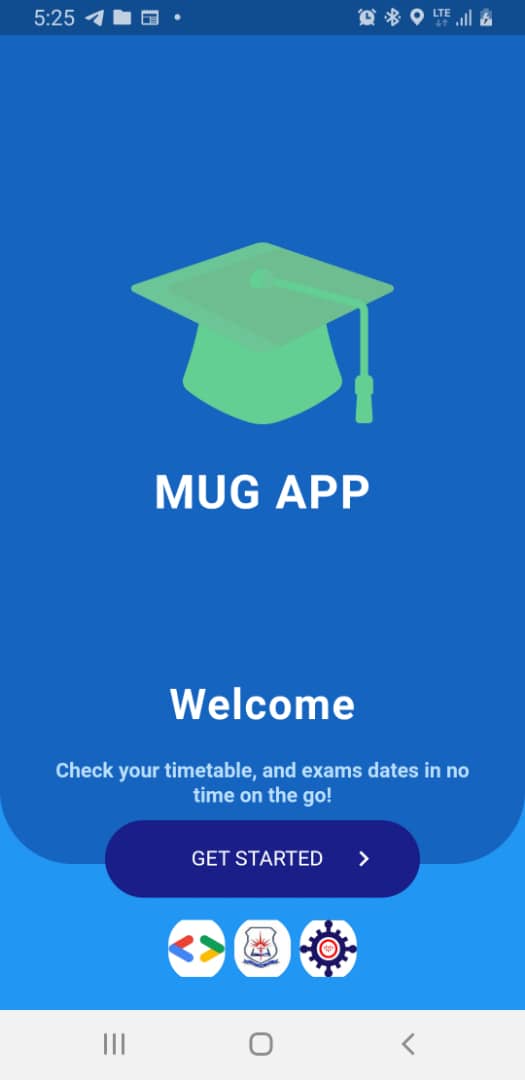 5:25
LTE
MUG APP
Welcome
Check your timetable, and exams dates in no
time on the go!
GET STARTED